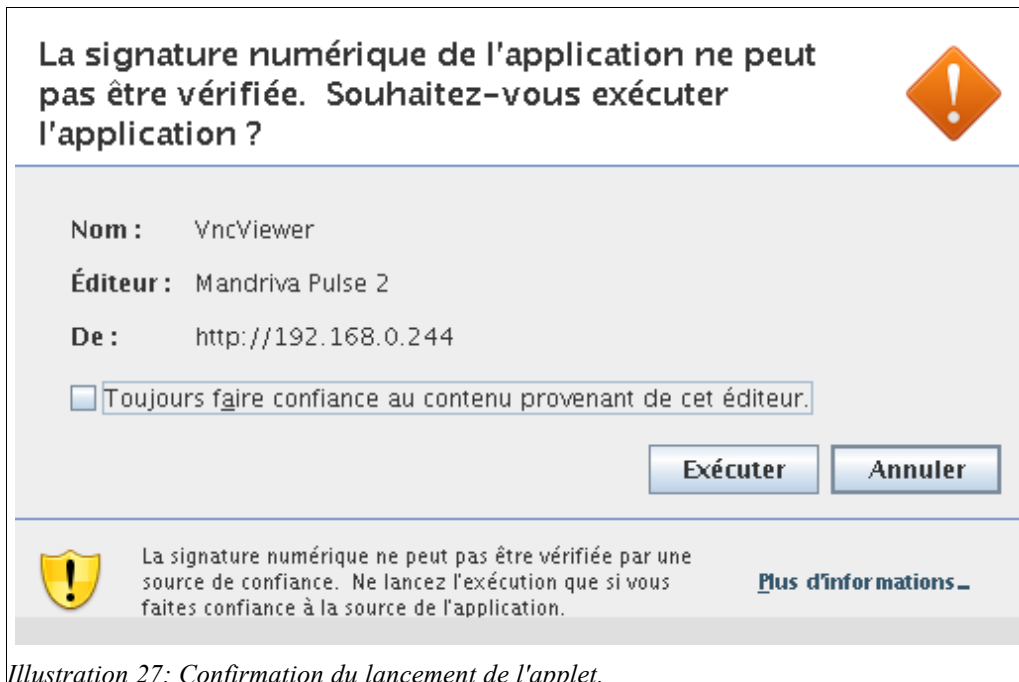 La signature numérique de l'application ne peut
pas être vérifiée. Souhaitez-vous exécuter
l'application ?
Nom : VncViewer
Éditeur : Mandriva Pulse 2
De : http://192.168.0.244
Toujours faire confiance au contenu provenant de cet éditeur.
Exécuter Annuler
La signature numérique ne peut pas être vérifiée par une
source de confiance. Ne lancez l'exécution que si vous
faites confiance à la source de l'application.
Plus d'informations...
Illustration 27: Confirmation du lancement de l'applet.